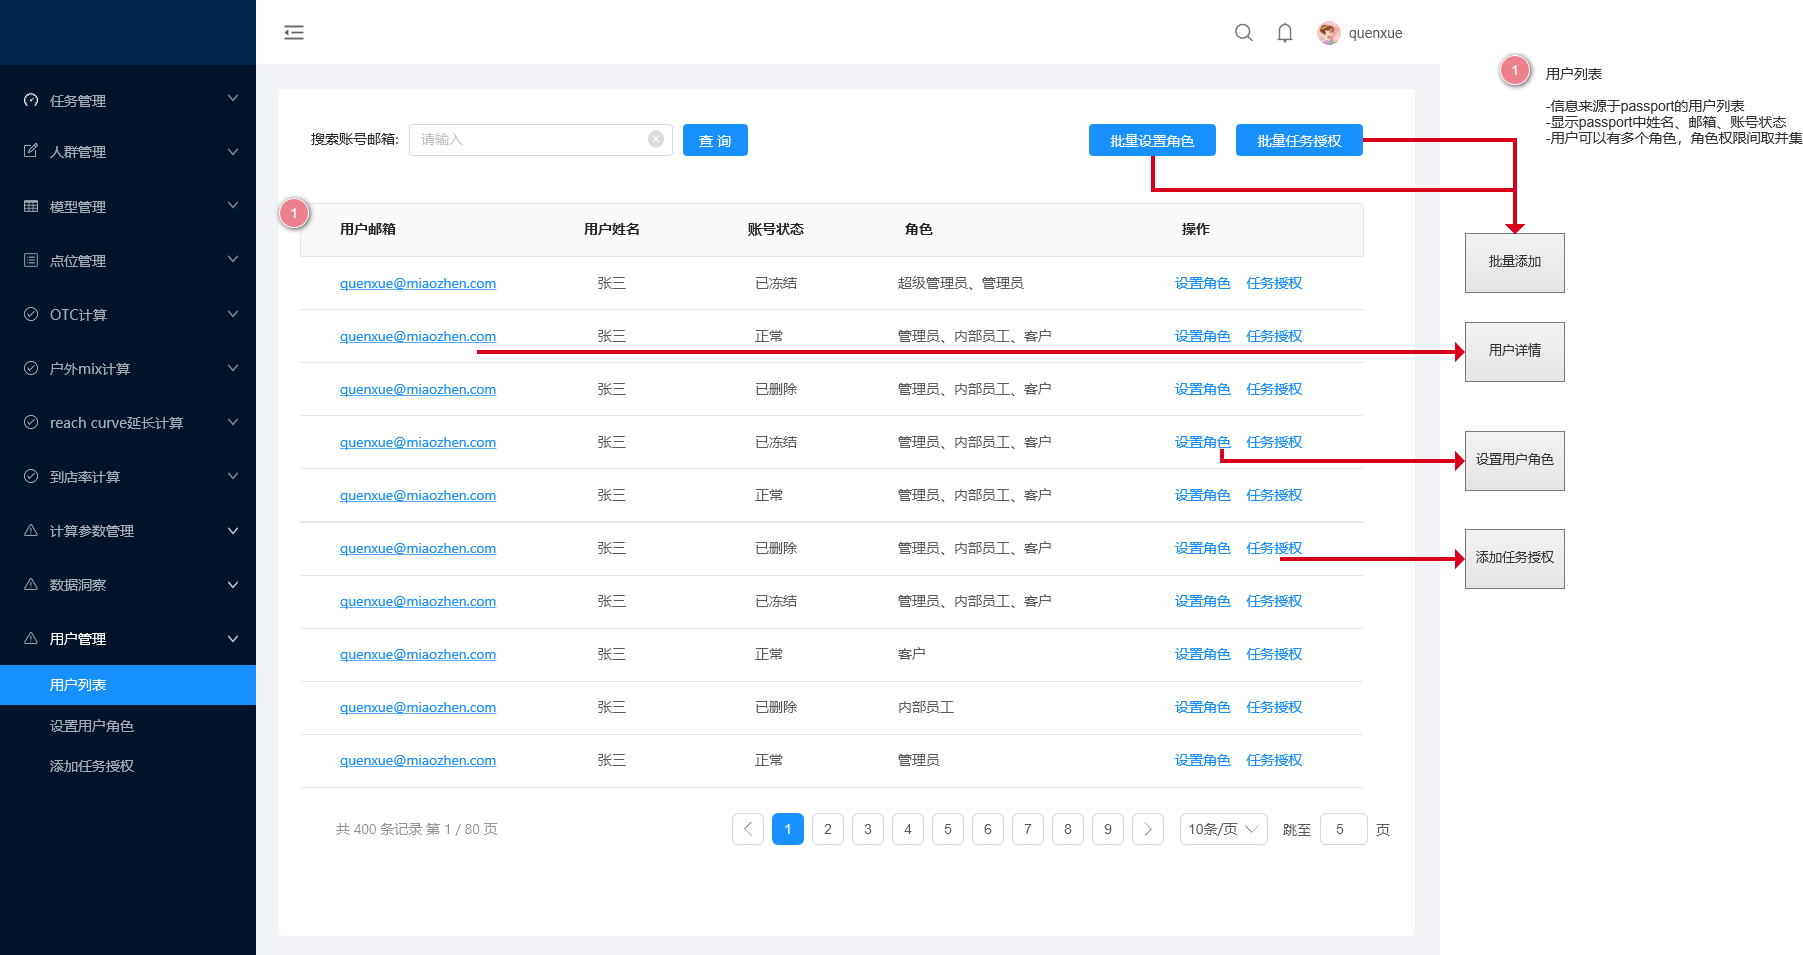 quenxue
任务管理
人群管理
模型管理
点位管理
OTC计算
户外mix计算
reach curve延长计算
到店率计算
计算参数管理
数据洞察
用户管理
用户列表
设置用户角色
添加任务授权
搜索账号邮箱: 请输入 查 询 批量设置角色 批量任务授权
1
用户邮箱 用户姓名 账号状态 角色 操作
quenxue@miaozhen.com 张三 已冻结 超级管理员、管理员 设置角色 任务授权
quenxue@miaozhen.com 张三 正常 管理员、内部员工、客户 设置角色 任务授权
quenxue@miaozhen.com 张三 已删除 管理员、内部员工、客户 设置角色 任务授权
quenxue@miaozhen.com 张三 已冻结 管理员、内部员工、客户 设置角色 任务授权
quenxue@miaozhen.com 张三 正常 管理员、内部员工、客户 设置角色 任务授权
quenxue@miaozhen.com 张三 已删除 管理员、内部员工、客户 设置角色 任务授权
quenxue@miaozhen.com 张三 已冻结 管理员、内部员工、客户 设置角色 任务授权
quenxue@miaozhen.com 张三 正常 客户 设置角色 任务授权
quenxue@miaozhen.com 张三 已删除 内部员工 设置角色 任务授权
quenxue@miaozhen.com 张三 正常 管理员 设置角色 任务授权
共 400 条记录 第 1 / 80 页 1 2 3 4 5 6 7 8 9 10条/页 跳至 5 页
1 用户列表
-信息来源于passport的用户列表
-显示passport中姓名、邮箱、账号状态
-用户可以有多个角色，角色权限间取并集
批量添加
用户详情
设置用户角色
添加任务授权